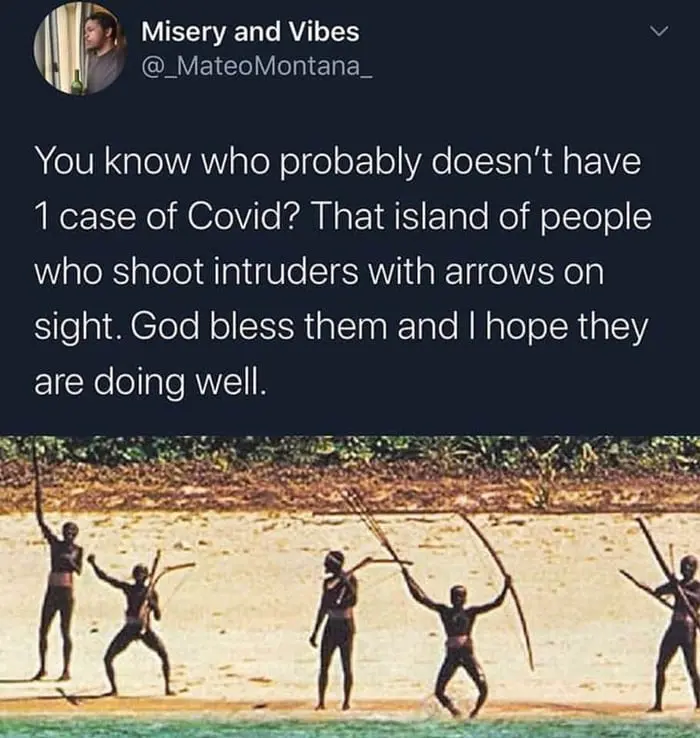 Misery and Vibes
@_MateoMontana_
You know who probably doesn't have
1 case of Covid? That island of people
who shoot intruders with arrows on
sight. God bless them and I hope they
are doing well.